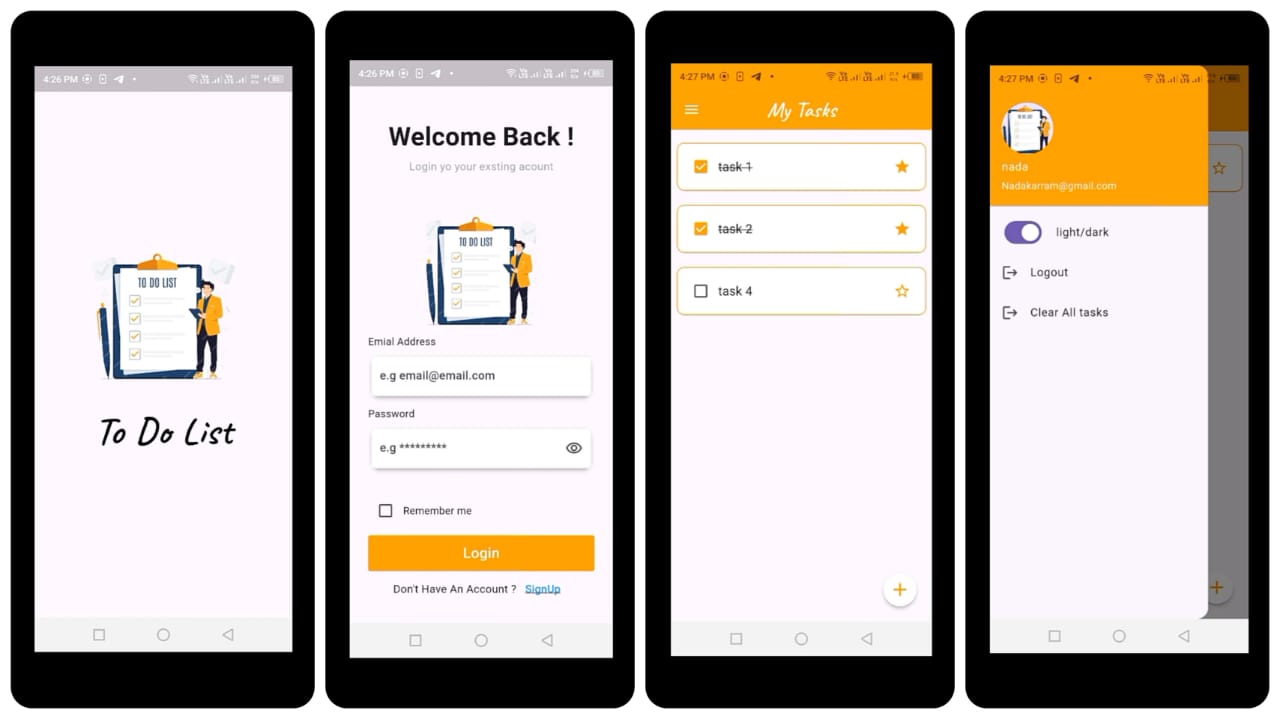 4:26 PM
TO DO LIST
To Do List
4:26 PM
Welcome Back !
Login yo your exsting acount
TO DO LIST
Emial Address
e.g email@email.com
Password
e.g *********
Remember me
Login
Don't Have An Account ? SignUp
4:27 PM
My Tasks
task 1
task 2
task 4
4:27 PM
TO DO LIST
nada
Nadakarram@gmail.com
light/dark
Logout
Clear All tasks